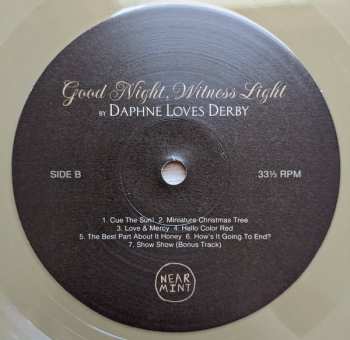 Good Night, Witness Light
BY DAPHNE LOVES DERBY
SIDE B
33⅓ RPM
1. Cue The Sun! 2. Miniature Christmas Tree
3. Love & Mercy 4. Hello Color Red
5. The Best Part About It Honey 6. How's It Going To End?
7. Show Show (Bonus Track)
NEAR
MINT